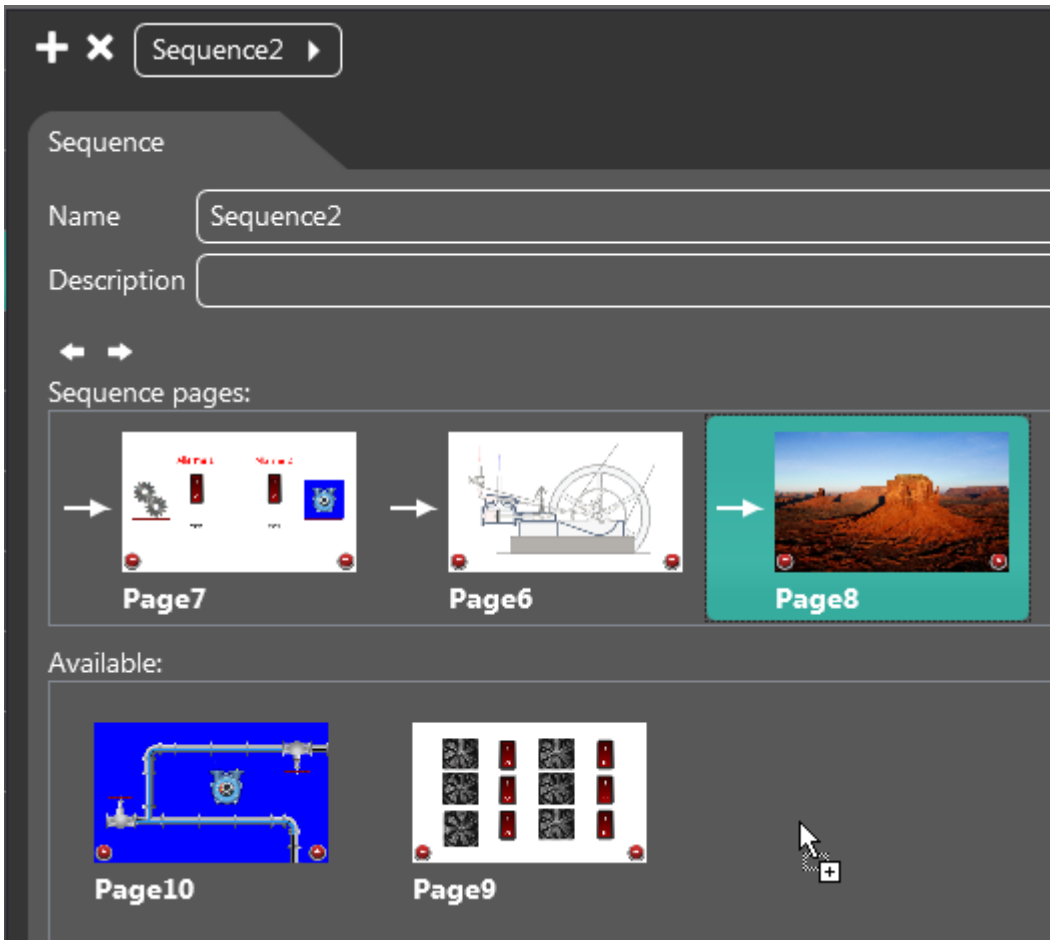 Sequence2
Sequence
Name Sequence2
Description
Sequence pages:
Page7 Page6 Page8
Available:
Page10 Page9